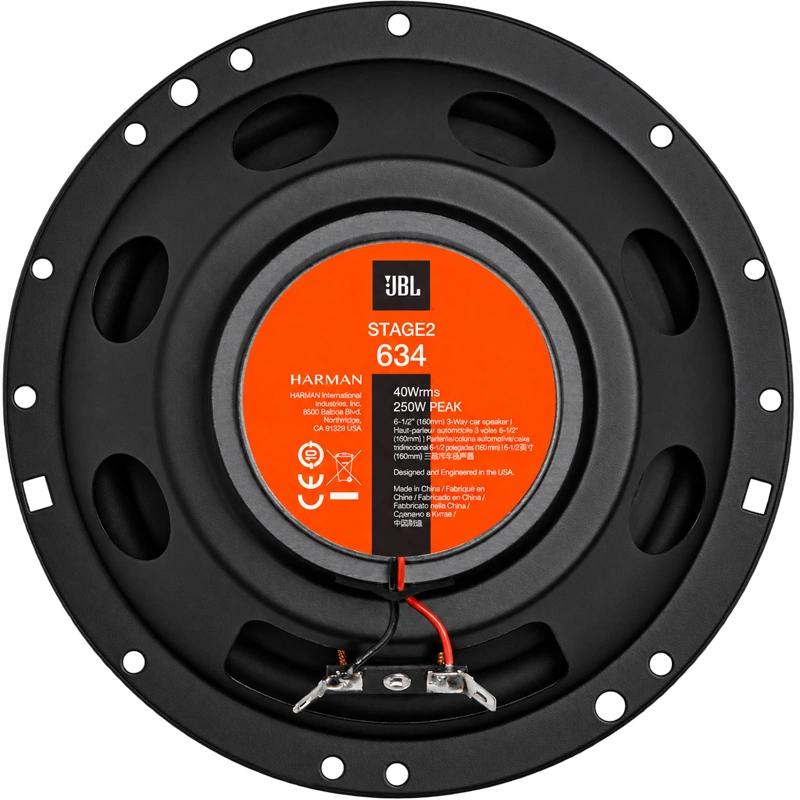 JBL
STAGE2
634
HARMAN
HARMAN International
Industries, Inc.
8500 Balboa Blvd.
Northridge,
CA 91329 USA
10
40Wrms
250W PEAK
6-1/2" (160mm) 3-Way car speaker |
Haut-parleur automobile 3 voies 6-1/2"
(160mm) | Parlante/coluna automotiva/caixa
tridireccional 6-1/2 polegadas (160 mm) | 6-1/2英寸
(160mm) 三路汽车扬声器
Designed and Engineered in the USA.
Made in China / Fabriqué en
Chine / Fabricado en China /
Fabbricato nella China /
Сделано в Китае /
中国制造